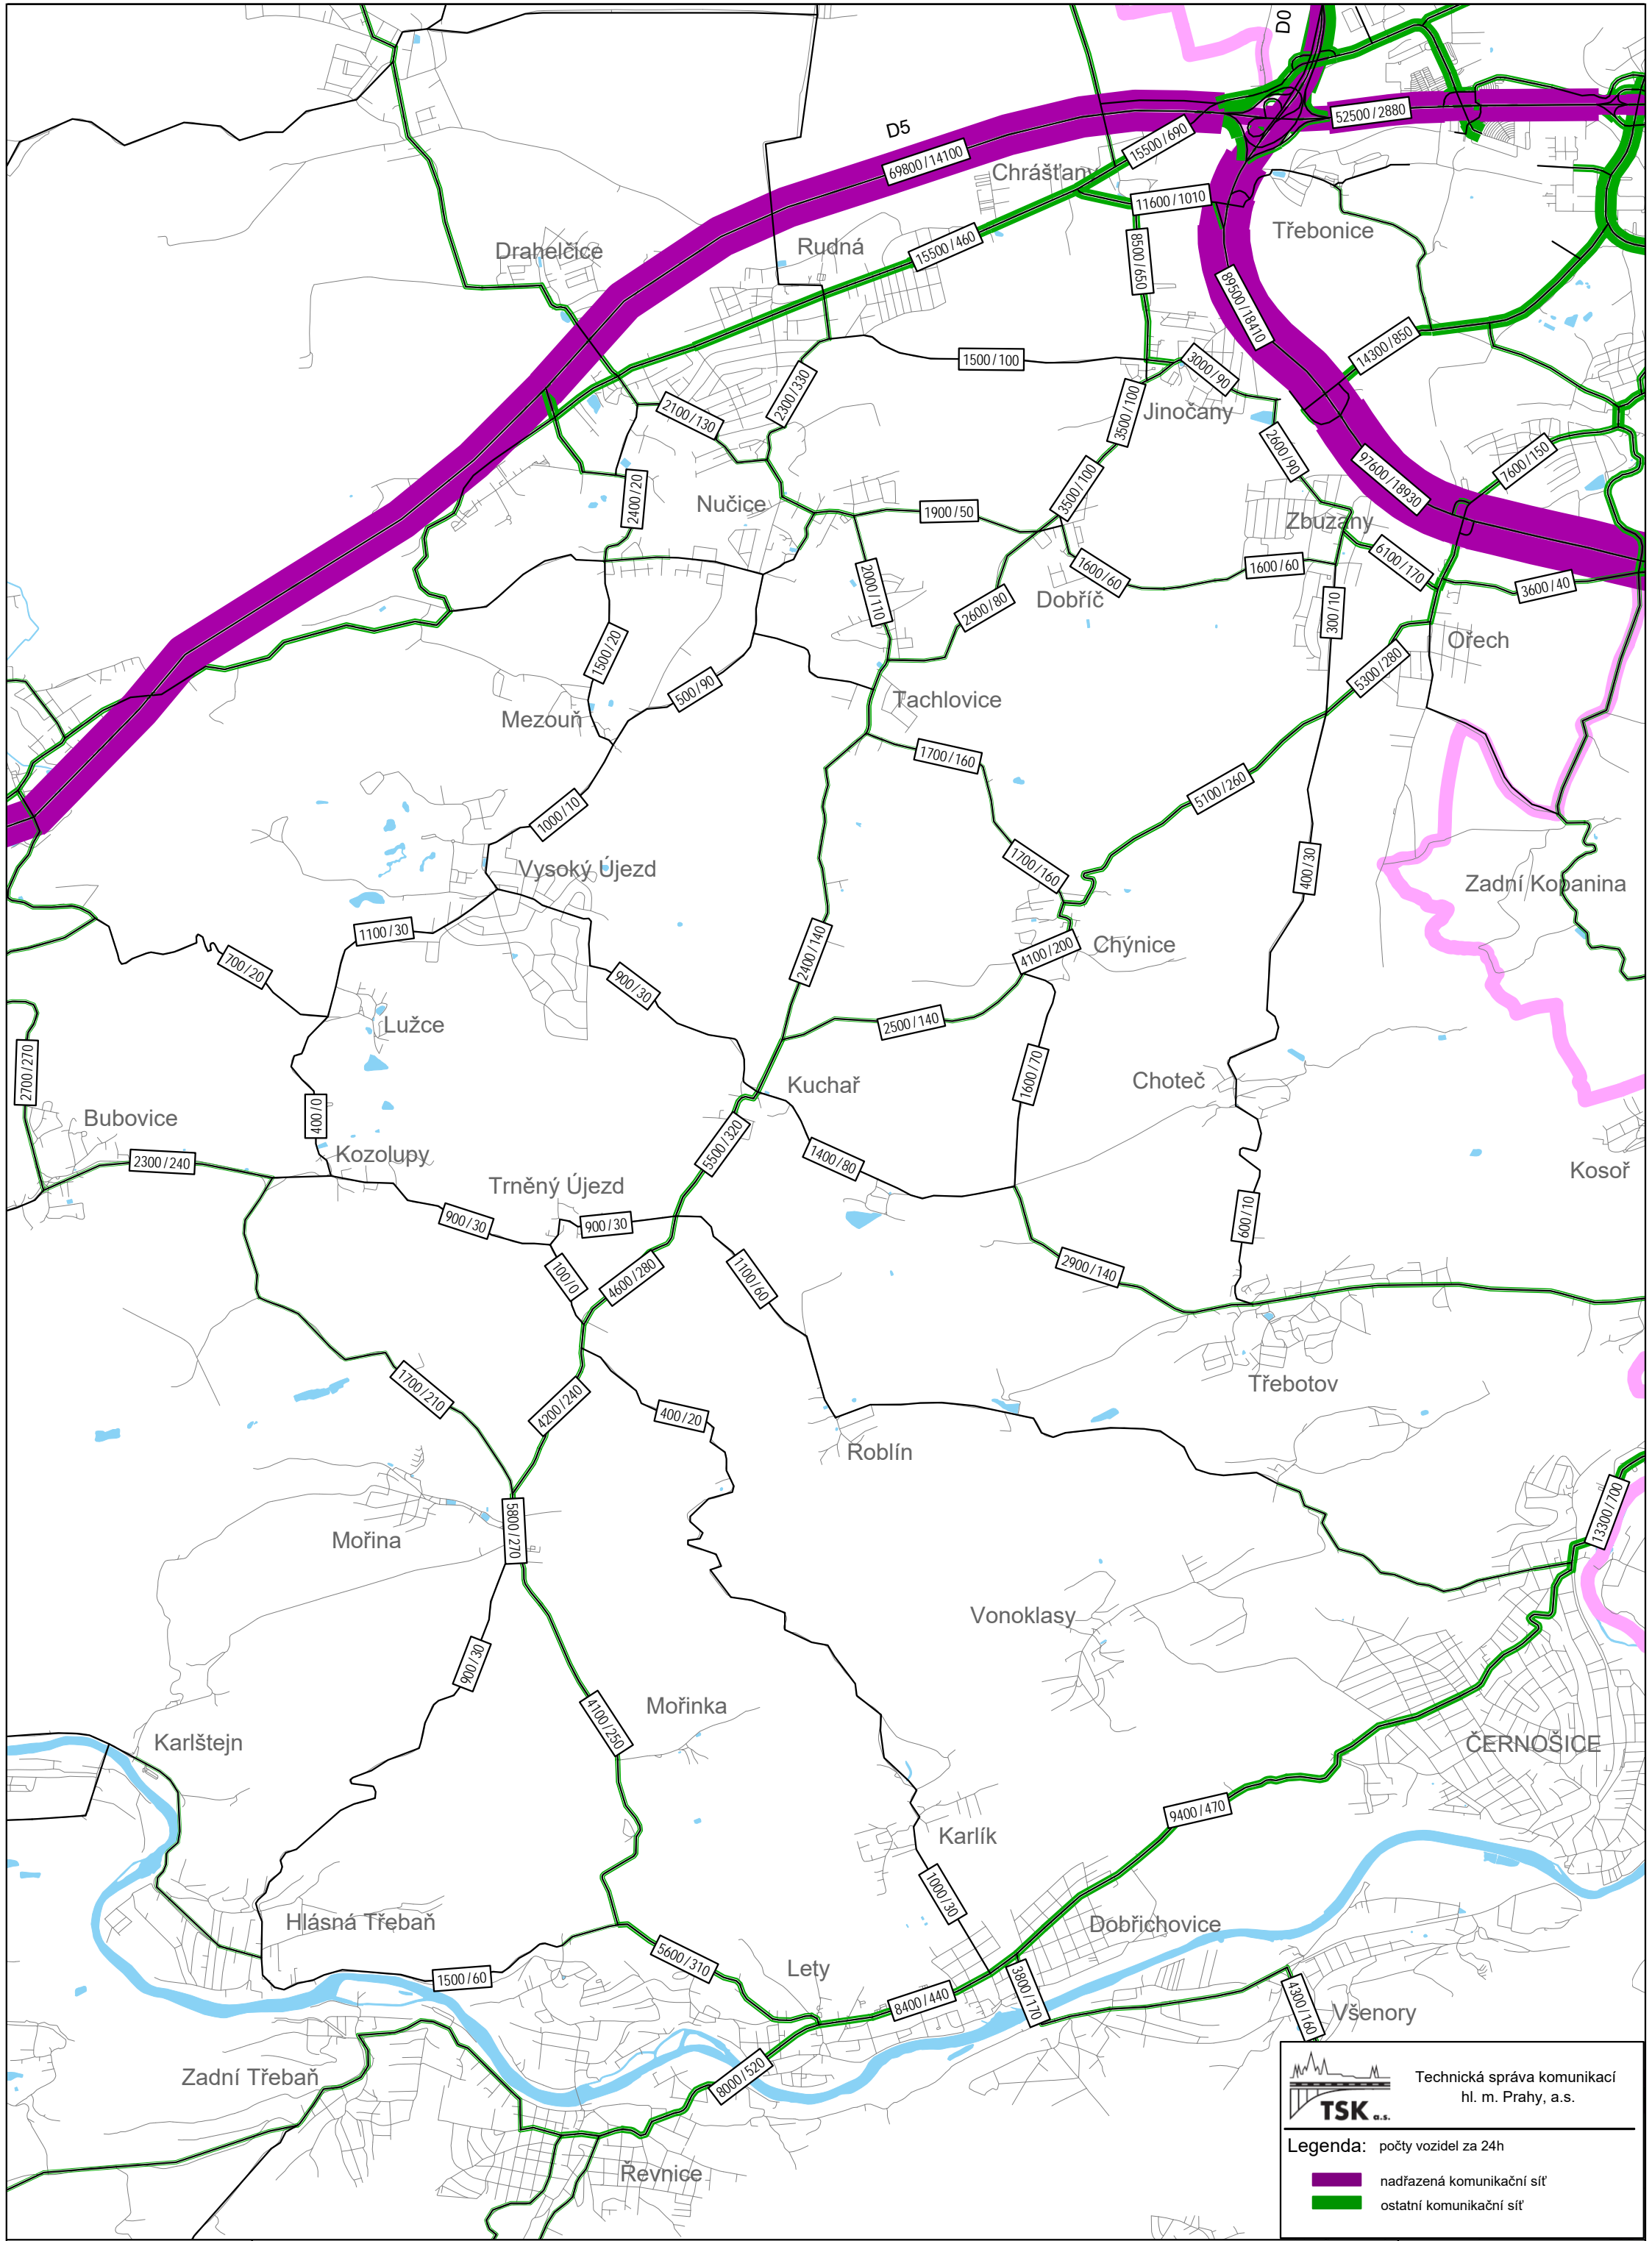 D0
D5
52500 / 2880
15500 / 690
69800 / 14100
Chrášťany
11600 / 1010
Třebonice
Drahelčice
Rudná
15500 / 460
8500 / 650
89500 / 18410
14300 / 850
1500 / 100
3000 / 90
2300 / 330
2100 / 130
3500 / 100
Jinočany
2600 / 90
7600 / 150
97600 / 18930
3500 / 100
2400 / 20
Nučice
1900 / 50
Zbuzany
6100 / 170
1600 / 60
1600 / 60
3600 / 40
2000 / 110
2600 / 80
Dobříč
300 / 10
Ořech
1500 / 20
5300 / 280
500 / 90
Tachlovice
Mezouň
1700 / 160
5100 / 260
1000 / 10
Vysoký Újezd
1700 / 160
400 / 30
Zadní Kopanina
1100 / 30
2400 / 140
4100 / 200
Chýnice
700 / 20
900 / 30
Lužce
2500 / 140
2700 / 270
1600 / 70
Kuchař
Choteč
Bubovice
400 / 0
5500 / 320
2300 / 240
Kozolupy
1400 / 80
Kosoř
Trněný Újezd
900 / 30
900 / 30
600 / 10
100 / 0
4600 / 280
1100 / 60
2900 / 140
1700 / 210
4200 / 240
400 / 20
Třebotov
Roblín
13300 / 700
5800 / 270
Mořina
Vonoklasy
900 / 30
4100 / 250
Mořinka
Karlštejn
ČERNOŠICE
9400 / 470
Karlík
1000 / 30
Hlásná Třebaň
Dobřichovice
5600 / 310
1500 / 60
Lety
8400 / 440
3800 / 170
4300 / 160
Všenory
Zadní Třebaň
8000 / 520
Řevnice
TSK a.s.
Technická správa komunikací
hl. m. Prahy, a.s.
Legenda: počty vozidel za 24h
nadřazená komunikační síť
ostatní komunikační síť